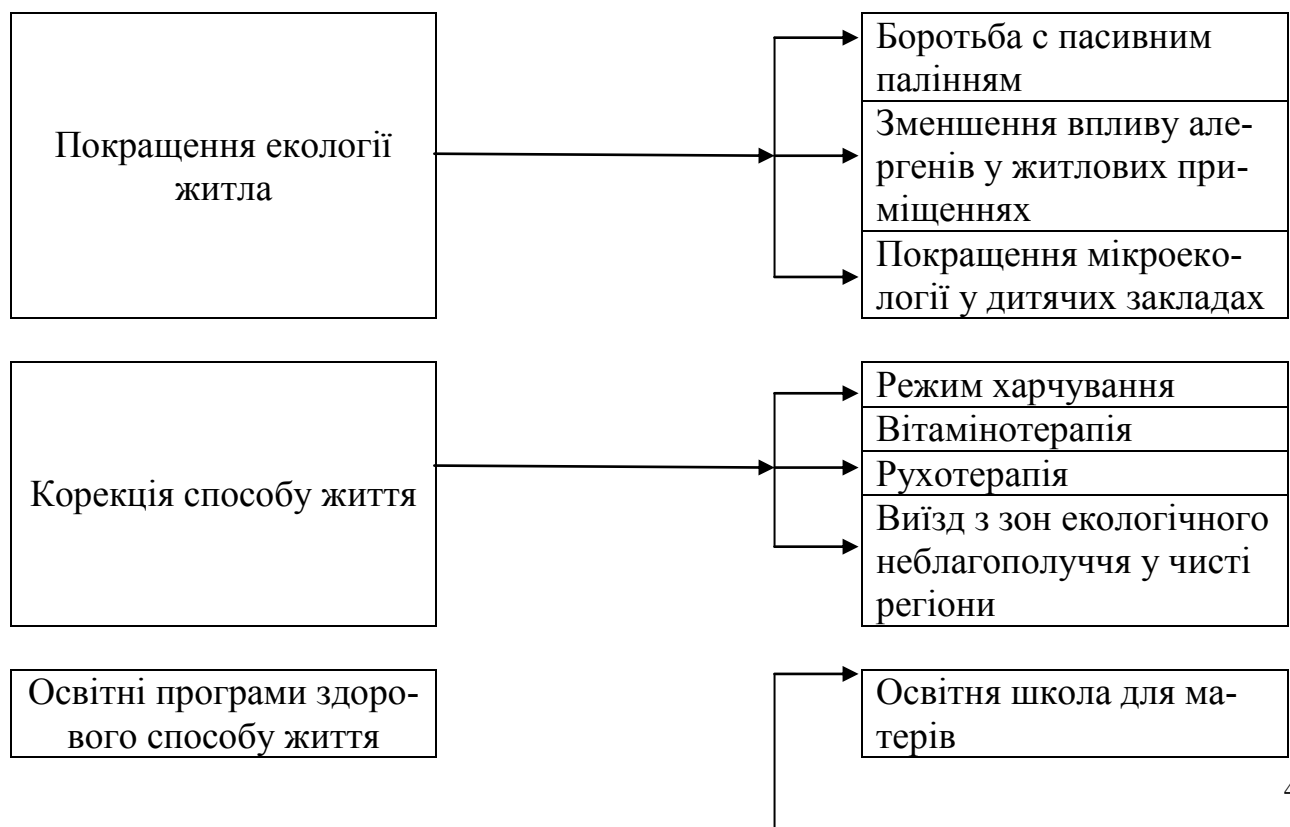 Покращення екології
житла
Боротьба с пасивним
палінням
Зменшення впливу але-
ргенів у житлових при-
міщеннях
Покращення мікроеко-
логії у дитячих закладах
Корекція способу життя
Режим харчування
Вітамінотерапія
Рухотерапія
Виїзд з зон екологічного
неблагополуччя у чисті
регіони
Освітні програми здоро-
вого способу життя
Освітня школа для ма-
терів